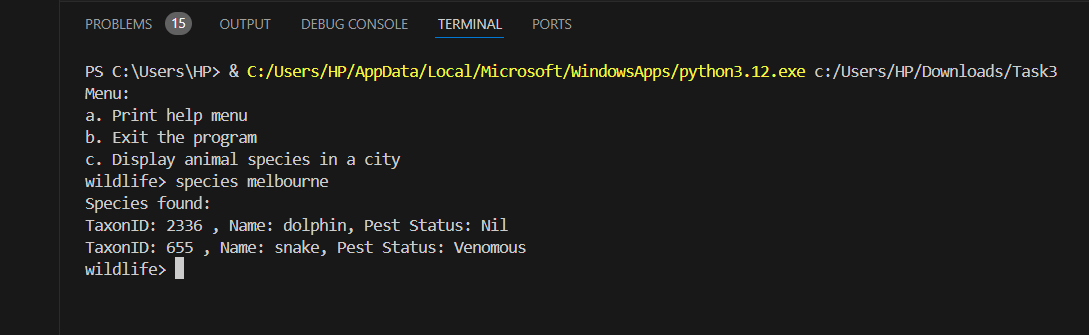 PROBLEMS 15 OUTPUT DEBUG CONSOLE TERMINAL PORTS
PS C:\Users\HP> & C:/Users/HP/AppData/Local/Microsoft/WindowsApps/python3.12.exe c:/Users/HP/Downloads/Task3
Menu:
a. Print help menu
b. Exit the program
c. Display animal species in a city
wildlife> species melbourne
Species found:
TaxonID: 2336 , Name: dolphin, Pest Status: Nil
TaxonID: 655 , Name: snake, Pest Status: Venomous
wildlife>